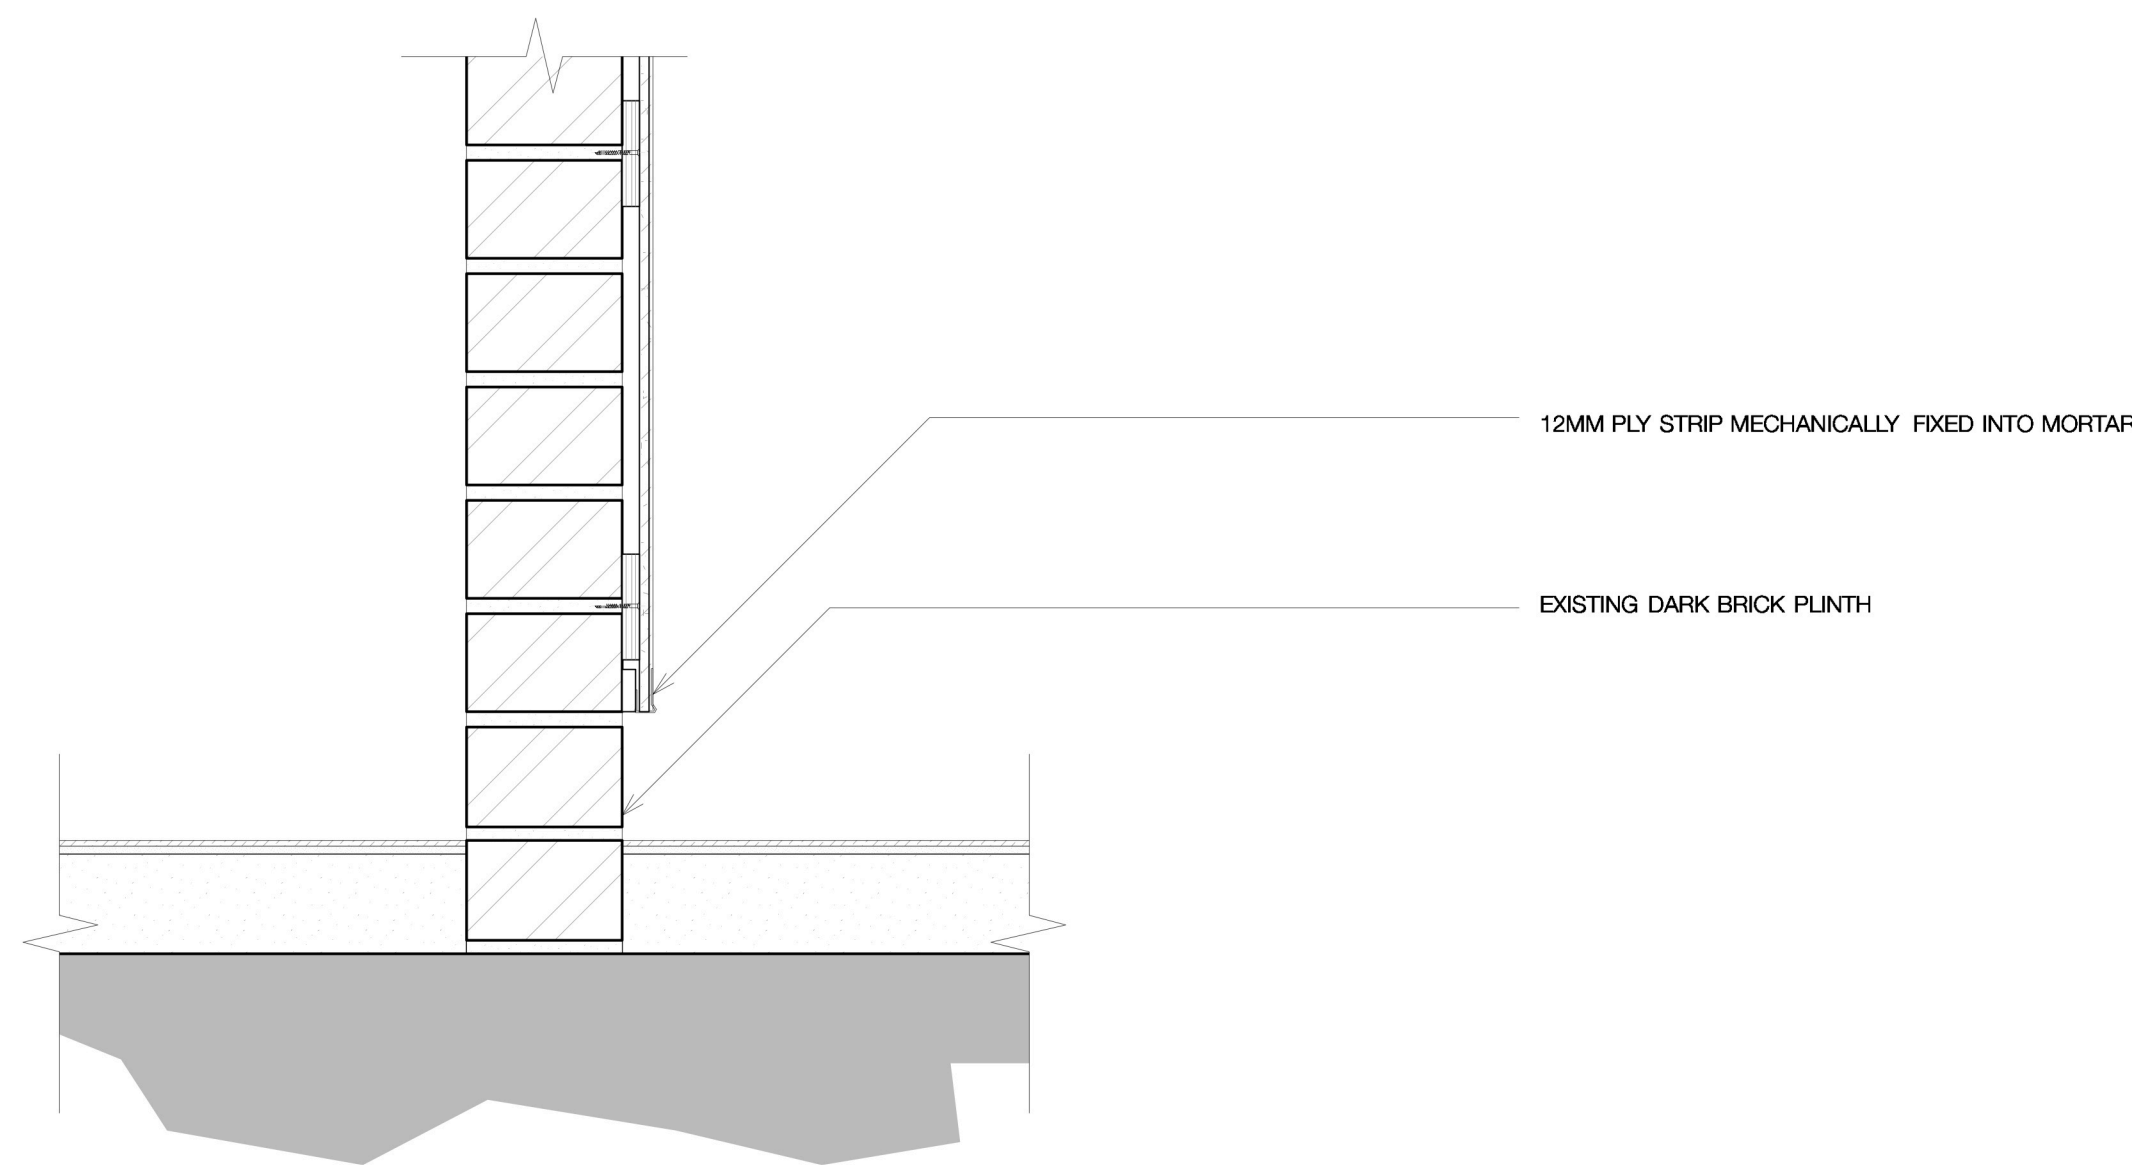 12MM PLY STRIP MECHANICALLY FIXED INTO MORTAR
EXISTING DARK BRICK PLINTH